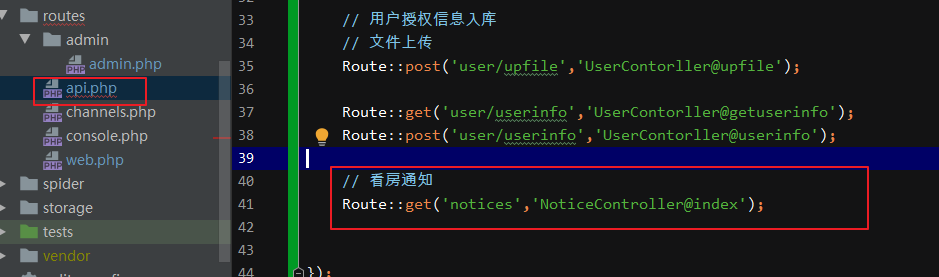 routes
admin
admin.php
api.php
channels.php
console.php
web.php
spider
storage
tests
vendor
33 // 用户授权信息入库
34 // 文件上传
35 Route::post('user/upfile','UserContorller@upfile');
36
37 Route::get('user/userinfo','UserContorller@getuserinfo');
38 Route::post('user/userinfo','UserContorller@userinfo');
39
40 // 看房通知
41 Route::get('notices','NoticeController@index');
42
43
44 });